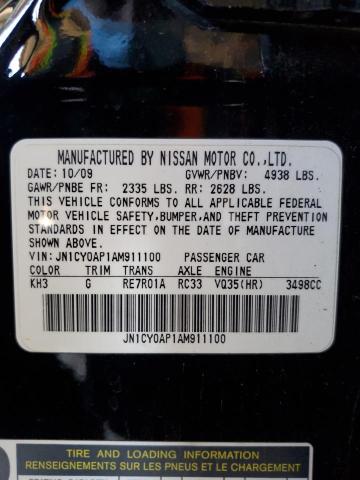 MANUFACTURED BY NISSAN MOTOR CO.,LTD.
DATE: 10/09 GVWR/PNBV: 4938 LBS.
GAWR/PNBE FR: 2335 LBS. RR: 2628 LBS.
THIS VEHICLE CONFORMS TO ALL APPLICABLE FEDERAL
MOTOR VEHICLE SAFETY,BUMPER,AND THEFT PREVENTION
STANDARDS IN EFFECT ON THE DATE OF MANUFACTURE
SHOWN ABOVE.
VIN: JN1CY0AP1AM911100 PASSENGER CAR
COLOR TRIM TRANS AXLE ENGINE
KH3 G RE7R01A RC33 VQ35(HR) 3498CC
JN1CY0AP1AM911100
TIRE AND LOADING INFORMATION
RENSEIGNEMENTS SUR LES PNEUS ET LE CHARGEMENT